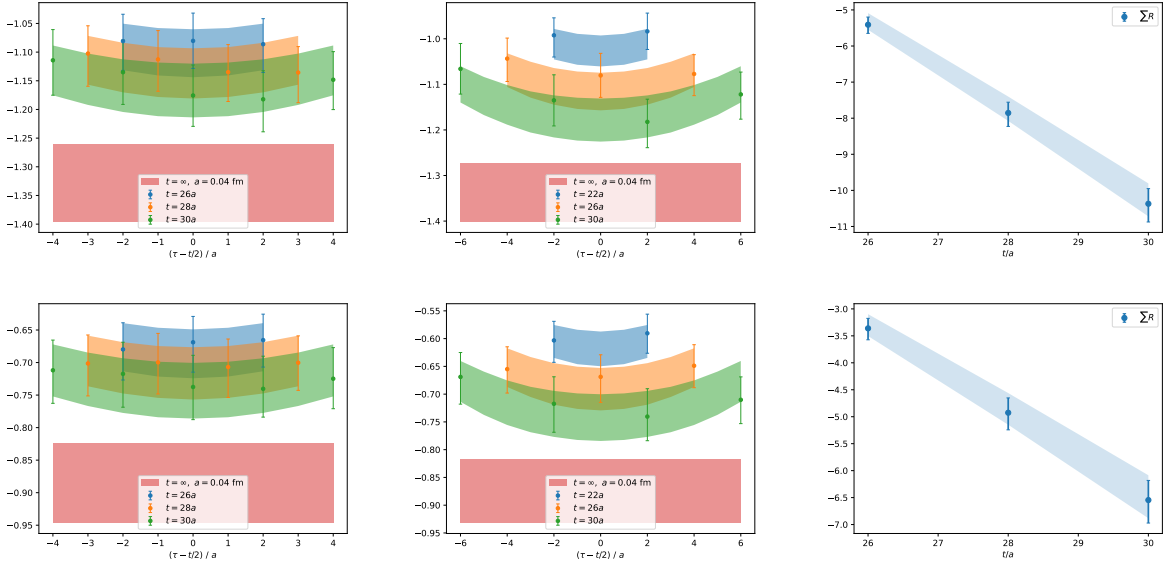 −1.05
−1.10
−1.15
−1.20
−1.25
−1.30
−1.35
−1.40
t = ∞, a = 0.04 fm
t = 26a
t = 28a
t = 30a
−4 −3 −2 −1 0 1 2 3 4
(τ − t/2) / a
−1.0
−1.1
−1.2
−1.3
−1.4
t = ∞, a = 0.04 fm
t = 22a
t = 26a
t = 30a
−6 −4 −2 0 2 4 6
(τ − t/2) / a
−5
−6
−7
−8
−9
−10
−11
∑R
26 27 28 29 30
t/a
−0.65
−0.70
−0.75
−0.80
−0.85
−0.90
−0.95
t = ∞, a = 0.04 fm
t = 26a
t = 28a
t = 30a
−4 −3 −2 −1 0 1 2 3 4
(τ − t/2) / a
−0.55
−0.60
−0.65
−0.70
−0.75
−0.80
−0.85
−0.90
−0.95
t = ∞, a = 0.04 fm
t = 22a
t = 26a
t = 30a
−6 −4 −2 0 2 4 6
(τ − t/2) / a
−3.0
−3.5
−4.0
−4.5
−5.0
−5.5
−6.0
−6.5
−7.0
∑R
26 27 28 29 30
t/a